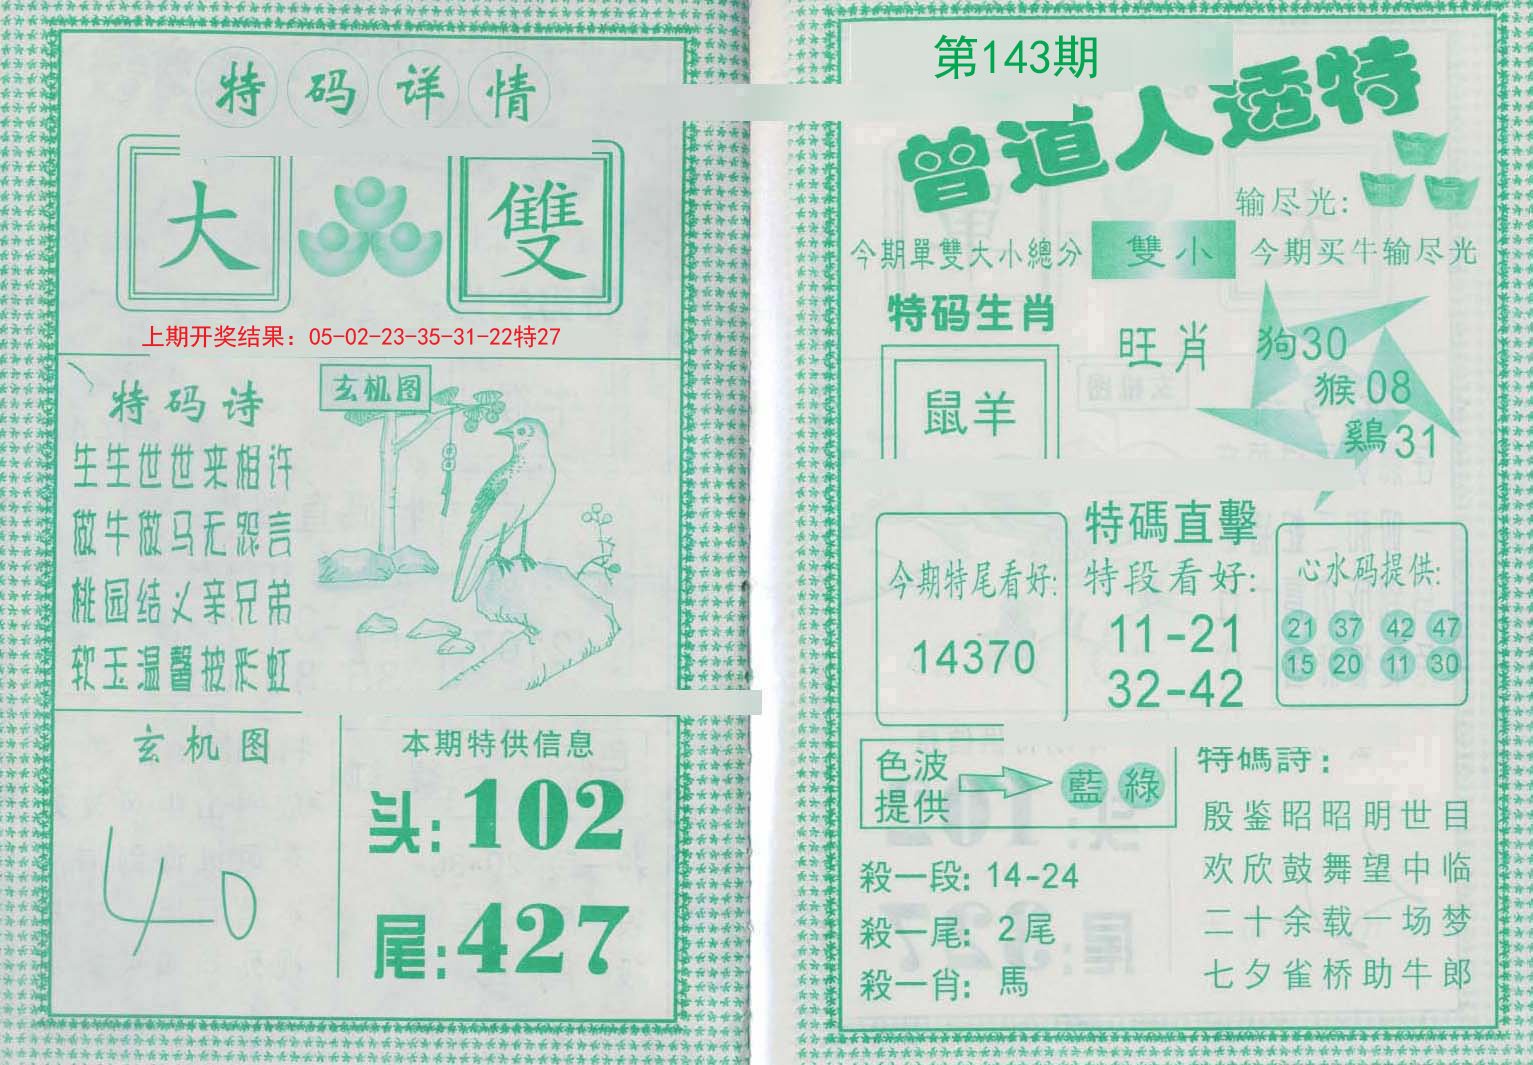 特码详情
大 雙
上期开奖结果：05-02-23-35-31-22特27
特码诗
生生世世来相许
做牛做马无怨言
桃园结义亲兄弟
软玉温馨披彩虹
玄机图
玄机图
40
本期特供信息
头:102
尾:427
第143期
曾道人透特
输尽光:
今期單雙大小總分 雙小 今期买牛输尽光
特码生肖
鼠羊
旺肖
狗30
猴08
鷄31
今期特尾看好:
14370
特碼直擊
特段看好:
11-21
32-42
心水码提供:
21 37 42 47
15 20 11 30
色波提供 藍 綠
殺一段: 14-24
殺一尾: 2尾
殺一肖: 馬
特碼詩:
殷鉴昭昭明世目
欢欣鼓舞望中临
二十余载一场梦
七夕雀桥助牛郎